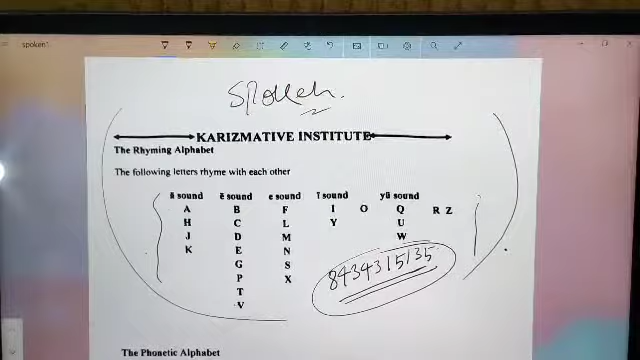 spoken
Spoken.
KARIZMATIVE INSTITUTE
The Rhyming Alphabet
The following letters rhyme with each other
ā sound ē sound e sound ī sound yū sound
A B F I O Q R Z
H C L Y U
J D M W
K E N
G S
P X
T
V
8434315135
The Phonetic Alphabet